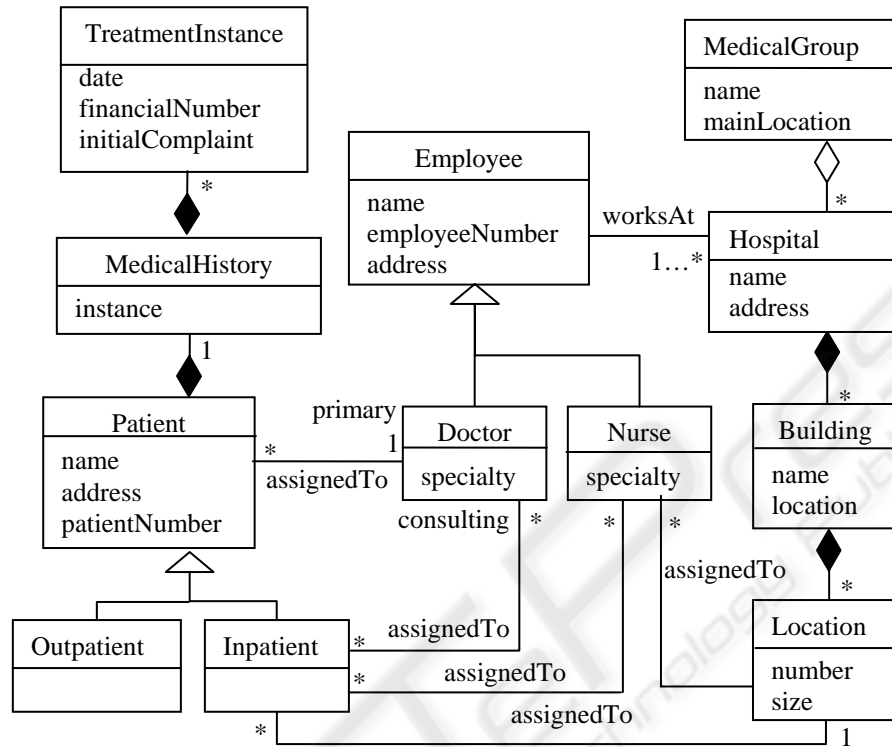 TreatmentInstance
date
financialNumber
initialComplaint
*
MedicalHistory
instance
1
Patient
name
address
patientNumber
*
assignedTo
primary
1
Outpatient
Inpatient
*
*
*
Employee
name
employeeNumber
address
worksAt
1…*
Doctor
specialty
consulting
*
Nurse
specialty
*
*
assignedTo
assignedTo
assignedTo
assignedTo
MedicalGroup
name
mainLocation
*
Hospital
name
address
*
Building
name
location
*
Location
number
size
1